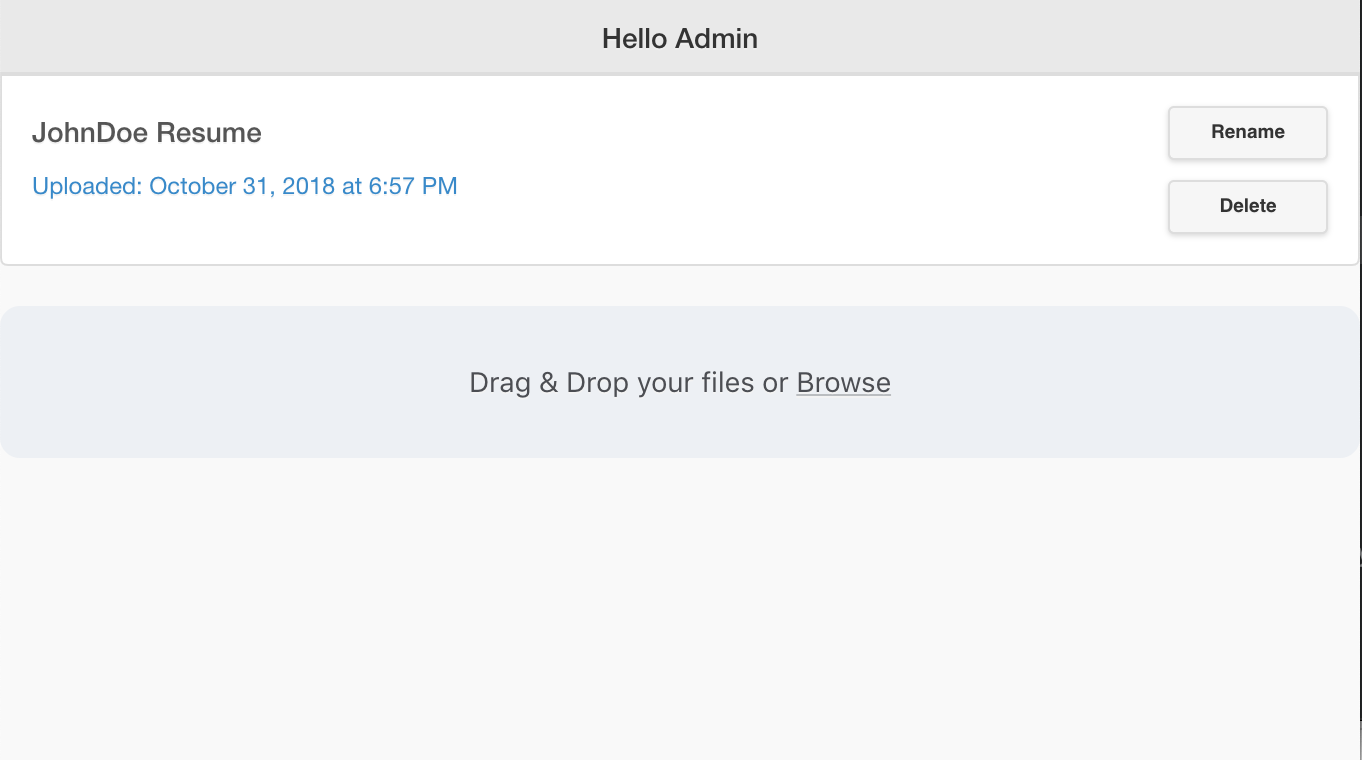 Hello Admin
JohnDoe Resume
Rename
Uploaded: October 31, 2018 at 6:57 PM
Delete
Drag & Drop your files or Browse